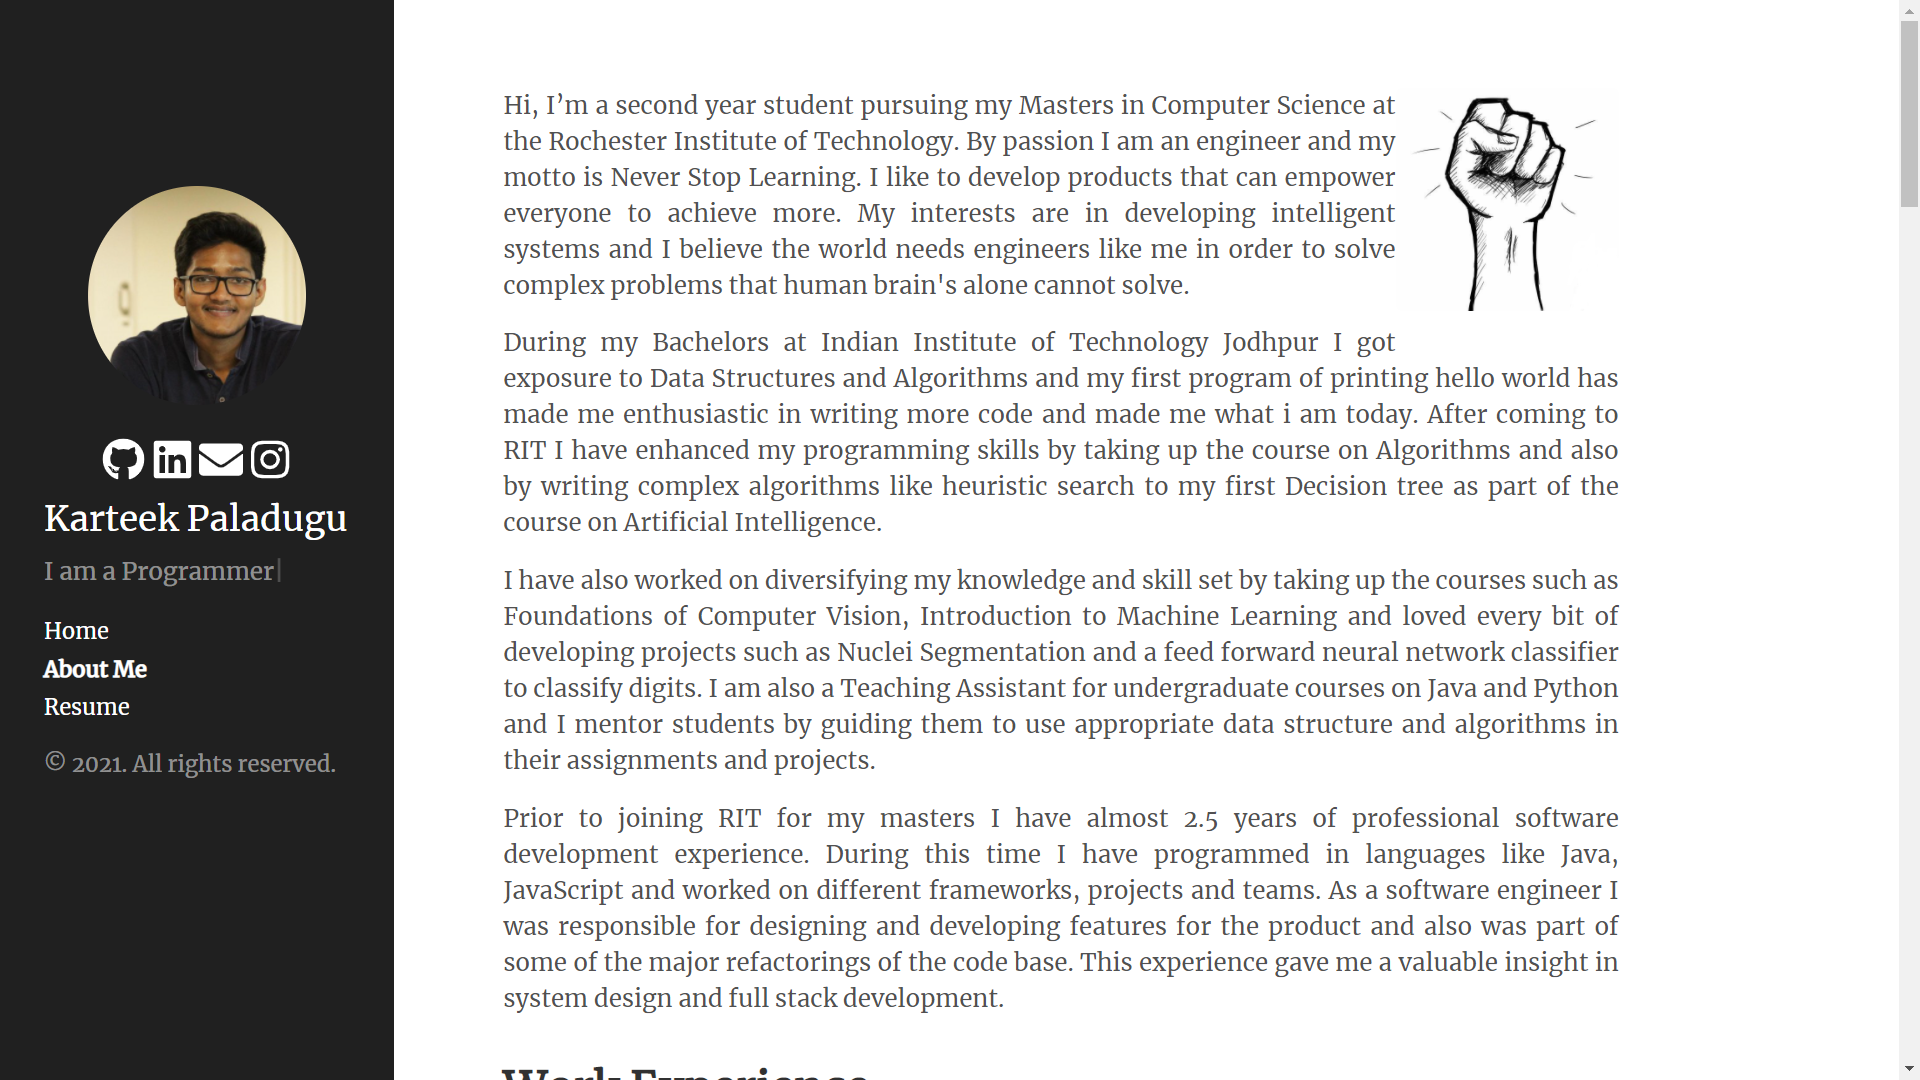 Karteek Paladugu
I am a Programmer|
Home
About Me
Resume
© 2021. All rights reserved.
Hi, I’m a second year student pursuing my Masters in Computer Science at
the Rochester Institute of Technology. By passion I am an engineer and my
motto is Never Stop Learning. I like to develop products that can empower
everyone to achieve more. My interests are in developing intelligent
systems and I believe the world needs engineers like me in order to solve
complex problems that human brain's alone cannot solve.
During my Bachelors at Indian Institute of Technology Jodhpur I got
exposure to Data Structures and Algorithms and my first program of printing hello world has
made me enthusiastic in writing more code and made me what i am today. After coming to
RIT I have enhanced my programming skills by taking up the course on Algorithms and also
by writing complex algorithms like heuristic search to my first Decision tree as part of the
course on Artificial Intelligence.
I have also worked on diversifying my knowledge and skill set by taking up the courses such as
Foundations of Computer Vision, Introduction to Machine Learning and loved every bit of
developing projects such as Nuclei Segmentation and a feed forward neural network classifier
to classify digits. I am also a Teaching Assistant for undergraduate courses on Java and Python
and I mentor students by guiding them to use appropriate data structure and algorithms in
their assignments and projects.
Prior to joining RIT for my masters I have almost 2.5 years of professional software
development experience. During this time I have programmed in languages like Java,
JavaScript and worked on different frameworks, projects and teams. As a software engineer I
was responsible for designing and developing features for the product and also was part of
some of the major refactorings of the code base. This experience gave me a valuable insight in
system design and full stack development.
Work Experience